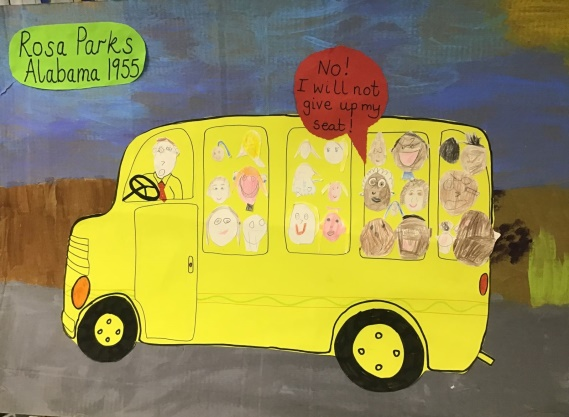 Rosa Parks
Alabama 1955
No!
I will not
give up my
seat!